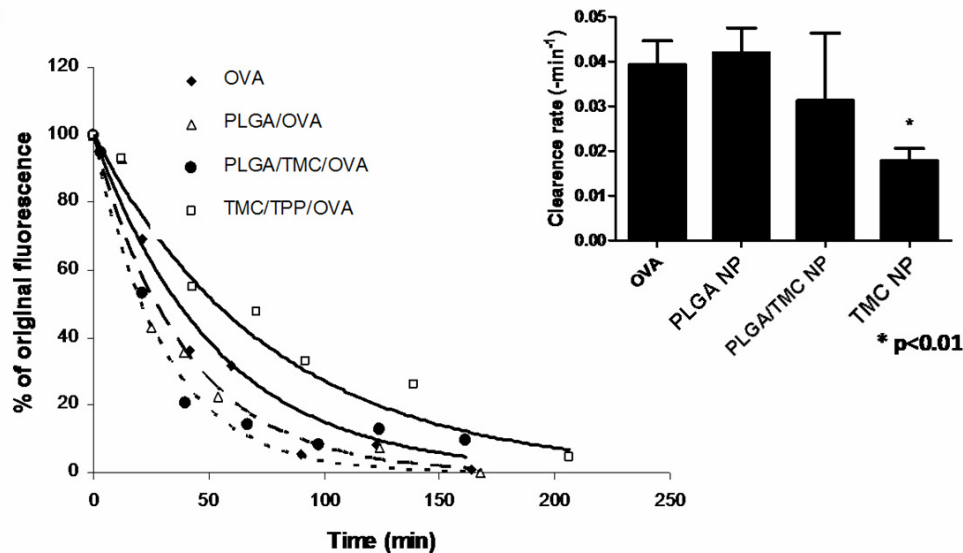 % of original fluorescence
120
100
80
60
40
20
0
0 50 100 150 200 250
Time (min)
OVA
PLGA/OVA
PLGA/TMC/OVA
TMC/TPP/OVA
Clearence rate (-min-1)
0.05
0.04
0.03
0.02
0.01
0.00
*
OVA
PLGA NP
PLGA/TMC NP
TMC NP
* p<0.01